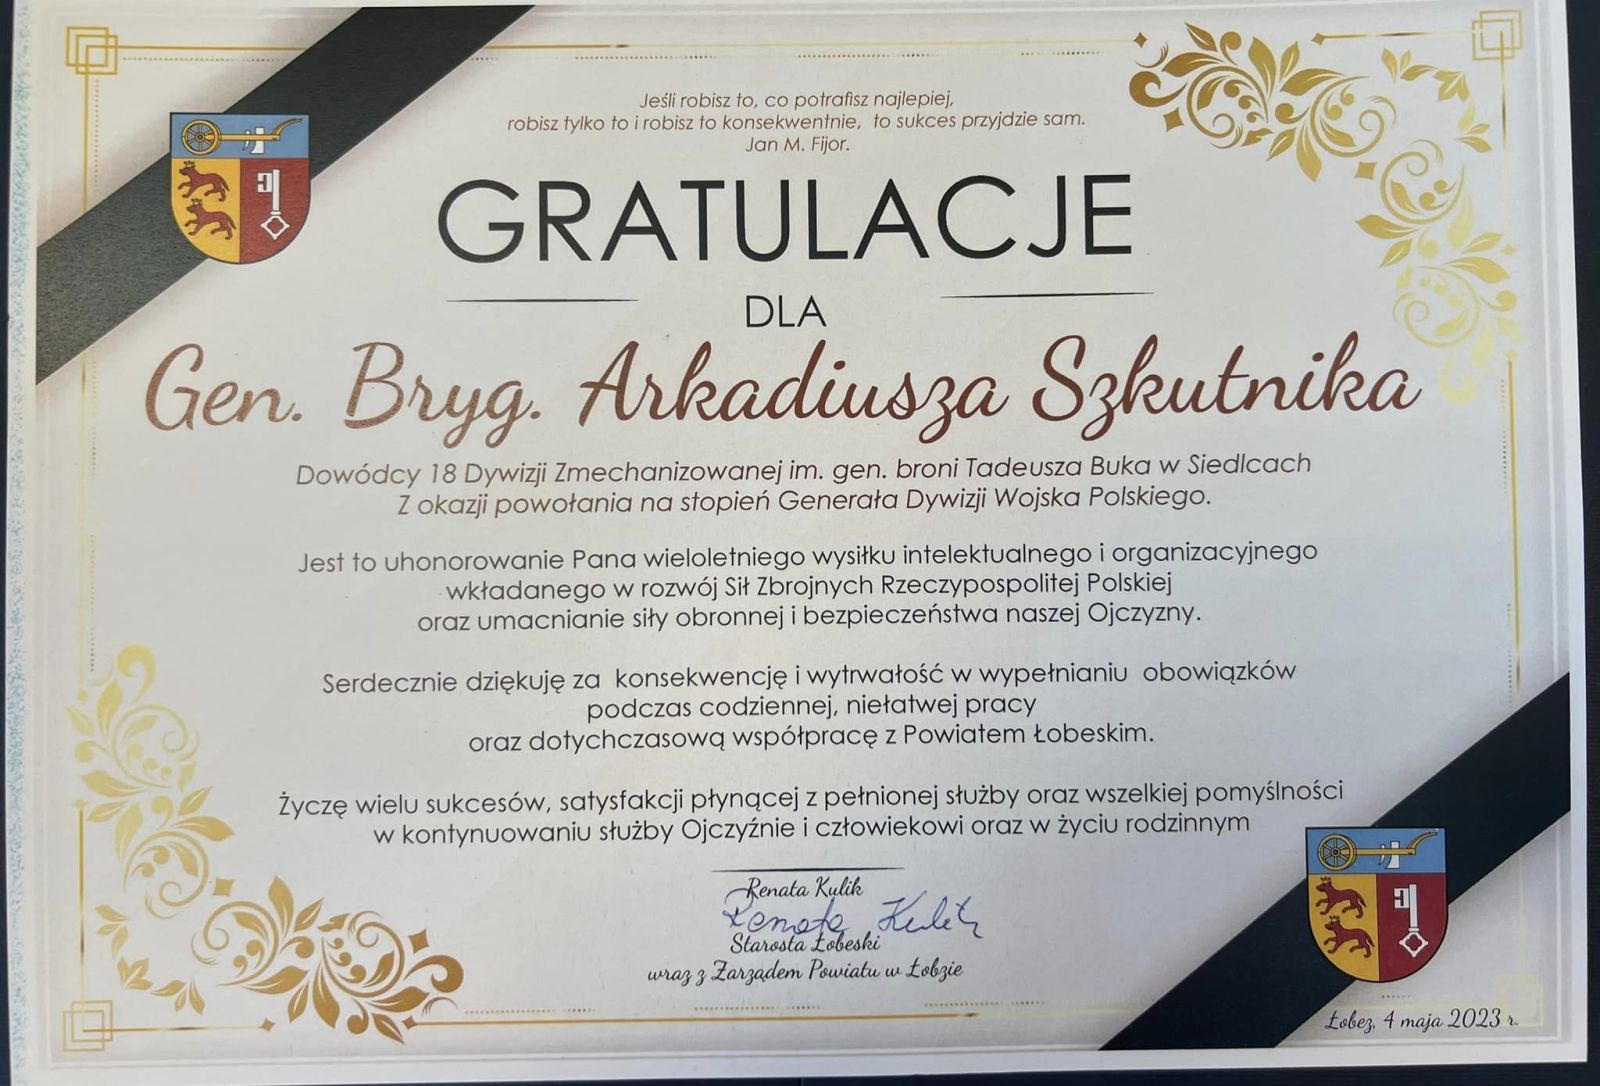 Jeśli robisz to, co potrafisz najlepiej,
robisz tylko to i robisz to konsekwentnie, to sukces przyjdzie sam.
Jan M. Fijor.
GRATULACJE
DLA
Gen. Bryg. Arkadiusza Szkutnika
Dowódcy 18 Dywizji Zmechanizowanej im. gen. broni Tadeusza Buka w Siedlcach
Z okazji powołania na stopień Generała Dywizji Wojska Polskiego.
Jest to uhonorowanie Pana wieloletniego wysiłku intelektualnego i organizacyjnego
wkładanego w rozwój Sił Zbrojnych Rzeczypospolitej Polskiej
oraz umacnianie siły obronnej i bezpieczeństwa naszej Ojczyzny.
Serdecznie dziękuję za konsekwencję i wytrwałość w wypełnianiu obowiązków
podczas codziennej, niełatwej pracy
oraz dotychczasową współpracę z Powiatem Łobeskim.
Życzę wielu sukcesów, satysfakcji płynącej z pełnionej służby oraz wszelkiej pomyślności
w kontynuowaniu służby Ojczyźnie i człowiekowi oraz w życiu rodzinnym
Renata Kulik
Renata Kulik
Starosta Łobeski
wraz z Zarządem Powiatu w Łobzie
Łobez, 4 maja 2023 r.